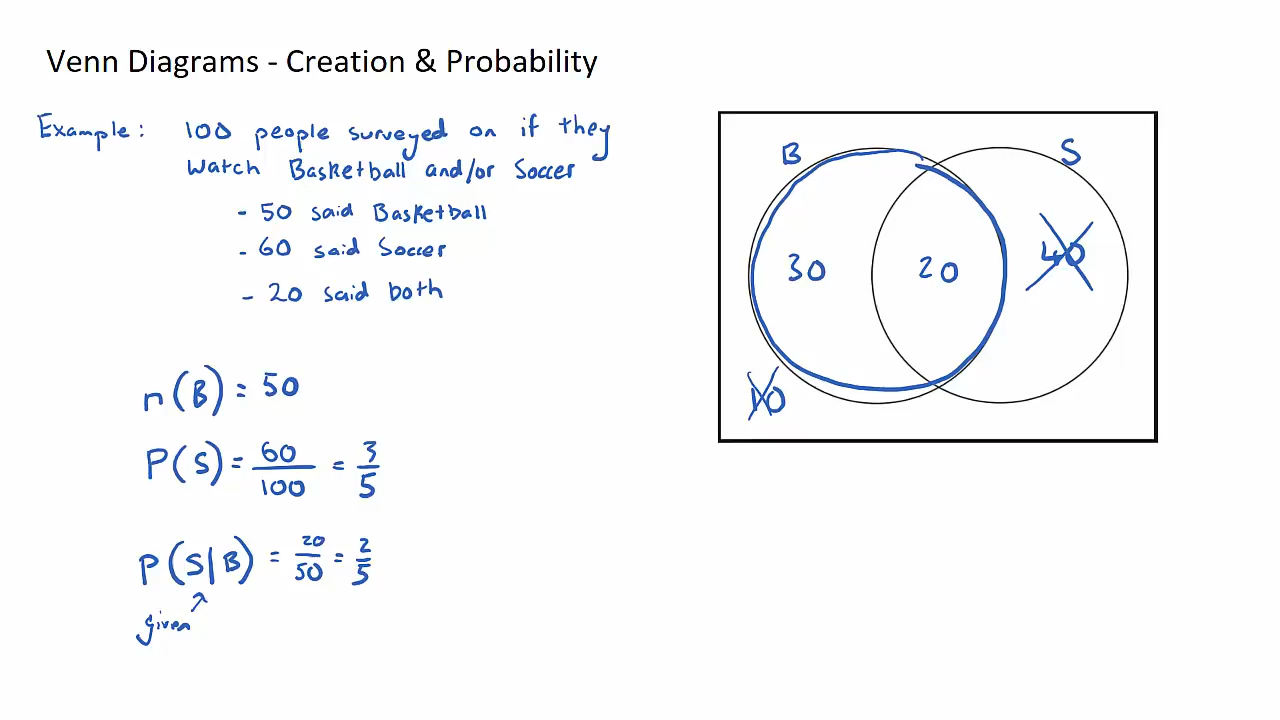 Venn Diagrams - Creation & Probability
Example: 100 people surveyed on if they
Watch Basketball and/or Soccer
- 50 said Basketball
- 60 said Soccer
- 20 said both
n(B) = 50
P(S) = 60/100 = 3/5
P(S|B) = 20/50 = 2/5
given
B
S
30
20
40
10